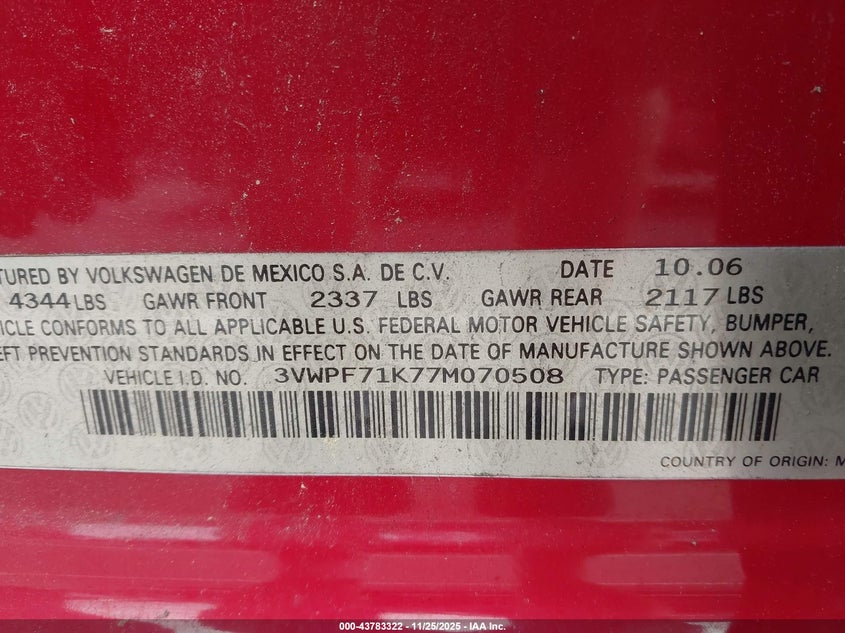 TURED BY VOLKSWAGEN DE MEXICO S.A. DE C.V. DATE 10.06
4344 LBS GAWR FRONT 2337 LBS GAWR REAR 2117 LBS
ICLE CONFORMS TO ALL APPLICABLE U.S. FEDERAL MOTOR VEHICLE SAFETY, BUMPER,
EFT PREVENTION STANDARDS IN EFFECT ON THE DATE OF MANUFACTURE SHOWN ABOVE.
VEHICLE I.D. NO. 3VWPF71K77M070508 TYPE: PASSENGER CAR
COUNTRY OF ORIGIN: M
000-43783322 - 11/25/2025 - IAA Inc.